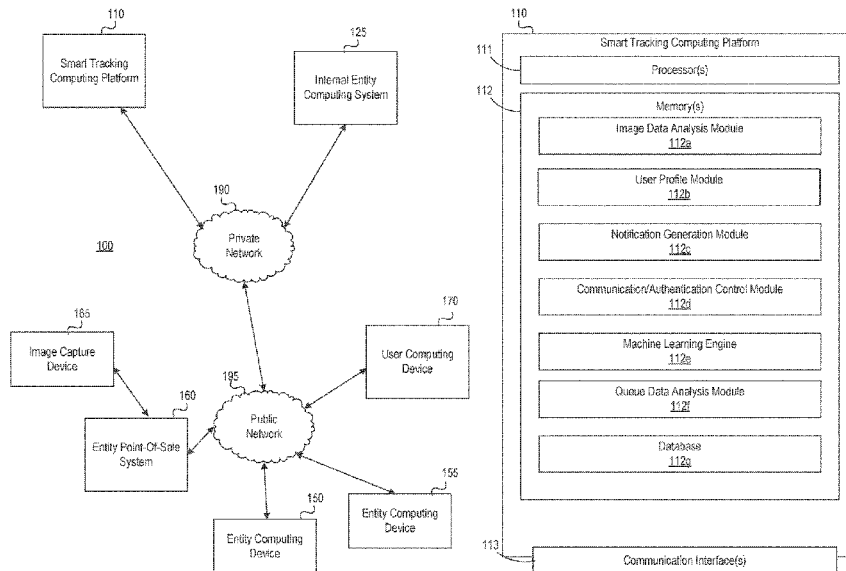 110
Smart Tracking
Computing Platform
125
Internal Entity
Computing System
190
Private
Network
100
165
Image Capture
Device
170
User Computing
Device
195
Public
Network
160
Entity Point-Of-Sale
System
155
Entity Computing
Device
150
Entity Computing
Device
110
Smart Tracking Computing Platform
111
Processor(s)
112
Memory(s)
Image Data Analysis Module
112a
User Profile Module
112b
Notification Generation Module
112c
Communication/Authentication Control Module
112d
Machine Learning Engine
112e
Queue Data Analysis Module
112f
Database
112g
113
Communication Interface(s)